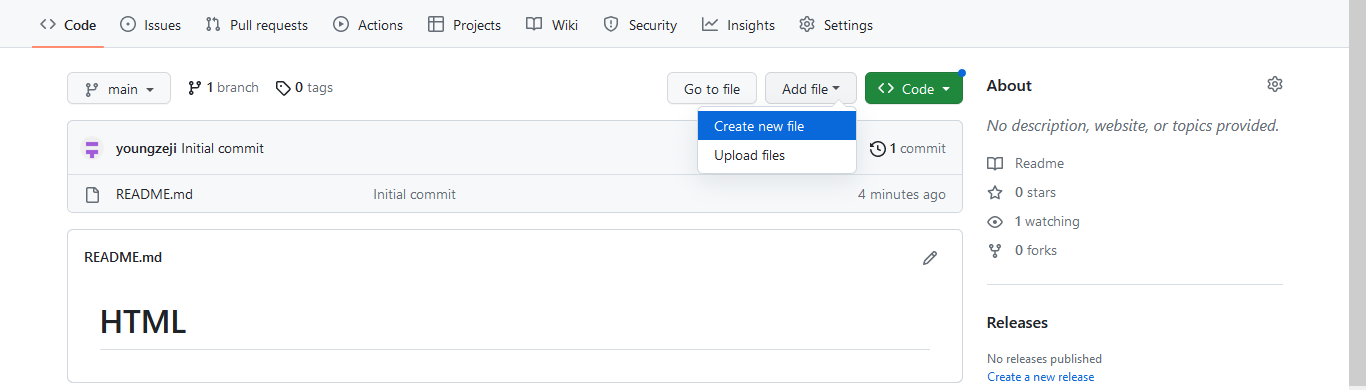 Code Issues Pull requests Actions Projects Wiki Security Insights Settings
main 1 branch 0 tags Go to file Add file Code
Create new file
Upload files
youngzeji Initial commit 1 commit
README.md Initial commit 4 minutes ago
README.md
HTML
About
No description, website, or topics provided.
Readme
0 stars
1 watching
0 forks
Releases
No releases published
Create a new release